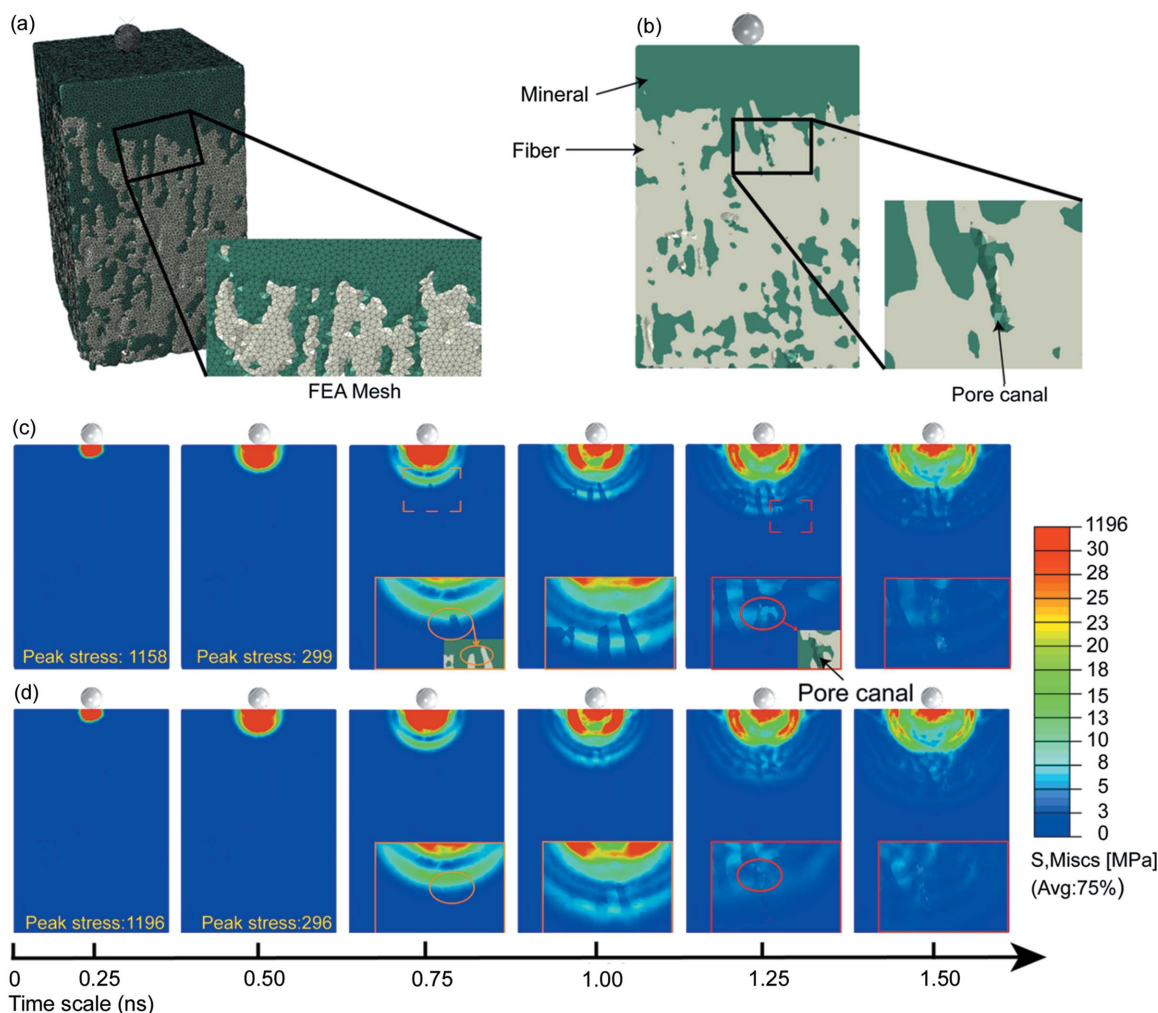 (a)
(b)
Mineral
Fiber
FEA Mesh
Pore canal
(c)
Peak stress: 1158
Peak stress: 299
Pore canal
(d)
Peak stress:1196
Peak stress:296
1196
30
28
25
23
20
18
15
13
10
8
5
3
0
S,Miscs [MPa]
(Avg:75%)
0
0.25
0.50
0.75
1.00
1.25
1.50
Time scale (ns)